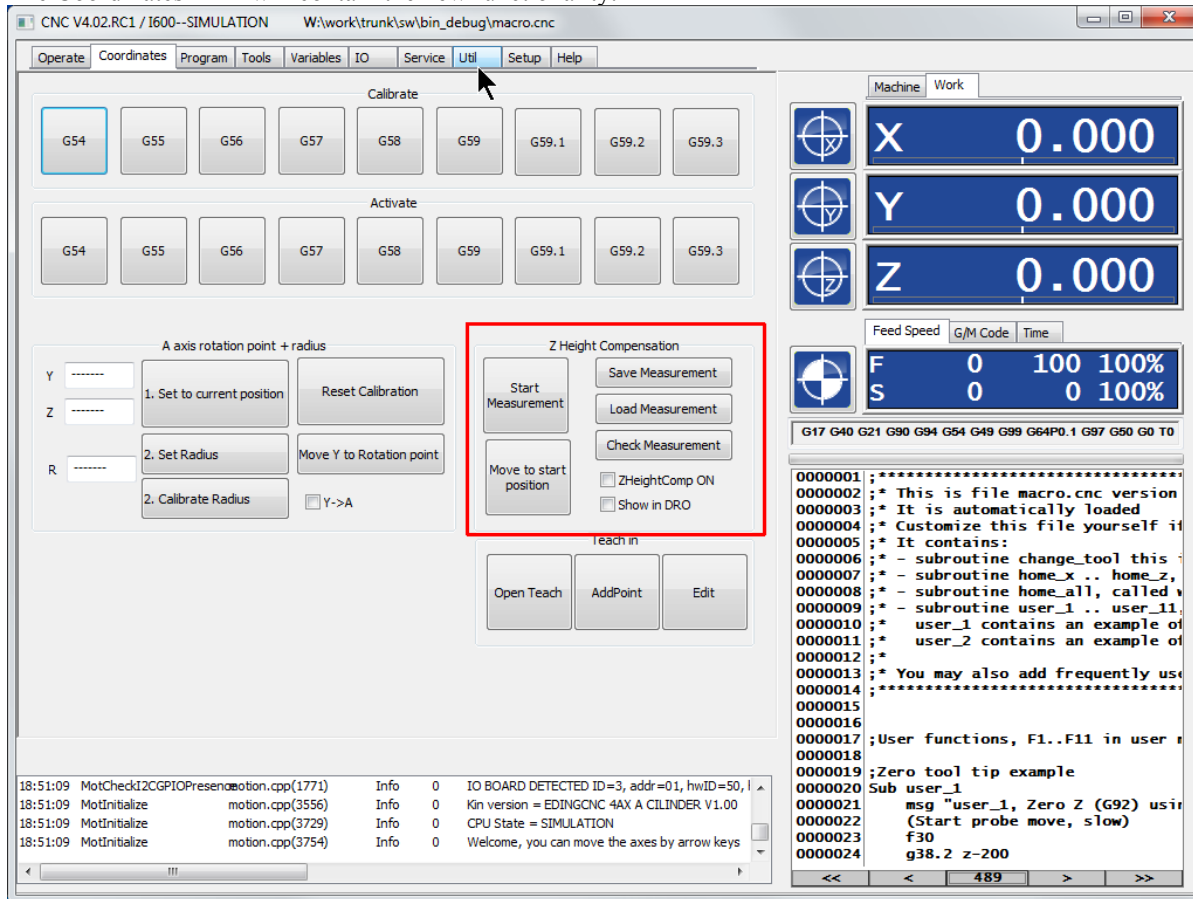 CNC V4.02.RC1 / I600--SIMULATION W:\work\trunk\sw\bin_debug\macro.cnc
Operate Coordinates Program Tools Variables IO Service Util Setup Help
Calibrate
G54 G55 G56 G57 G58 G59 G59.1 G59.2 G59.3
Activate
G54 G55 G56 G57 G58 G59 G59.1 G59.2 G59.3
A axis rotation point + radius
Y -------
1. Set to current position
Reset Calibration
Z -------
2. Set Radius
Move Y to Rotation point
R -------
2. Calibrate Radius
Y->A
Z Height Compensation
Start
Measurement
Save Measurement
Load Measurement
Check Measurement
Move to start
position
ZHeightComp ON
Show in DRO
Teach in
Open Teach AddPoint Edit
18:51:09 MotCheckI2CGPIOPresence motion.cpp(1771) Info 0 IO BOARD DETECTED ID=3, addr=01, hwID=50,
18:51:09 MotInitialize motion.cpp(3556) Info 0 Kin version = EDINGCNC 4AX A CILINDER V1.00
18:51:09 MotInitialize motion.cpp(3729) Info 0 CPU State = SIMULATION
18:51:09 MotInitialize motion.cpp(3754) Info 0 Welcome, you can move the axes by arrow keys
Machine Work
X 0.000
Y 0.000
Z 0.000
Feed Speed G/M Code Time
F 0 100 100%
S 0 0 100%
G17 G40 G21 G90 G94 G54 G49 G99 G64P0.1 G97 G50 G0 T0
0000001 ;**********************************
0000002 ;* This is file macro.cnc version
0000003 ;* It is automatically loaded
0000004 ;* Customize this file yourself if
0000005 ;* It contains:
0000006 ;* - subroutine change_tool this
0000007 ;* - subroutine home_x .. home_z,
0000008 ;* - subroutine home_all, called
0000009 ;* - subroutine user_1 .. user_11,
0000010 ;* user_1 contains an example of
0000011 ;* user_2 contains an example of
0000012 ;*
0000013 ;* You may also add frequently use
0000014 ;**********************************
0000015
0000016
0000017 ;User functions, F1..F11 in user
0000018
0000019 ;Zero tool tip example
0000020 Sub user_1
0000021 msg "user_1, Zero Z (G92) usin
0000022 (Start probe move, slow)
0000023 f30
0000024 g38.2 z-200
<< < 489 > >>